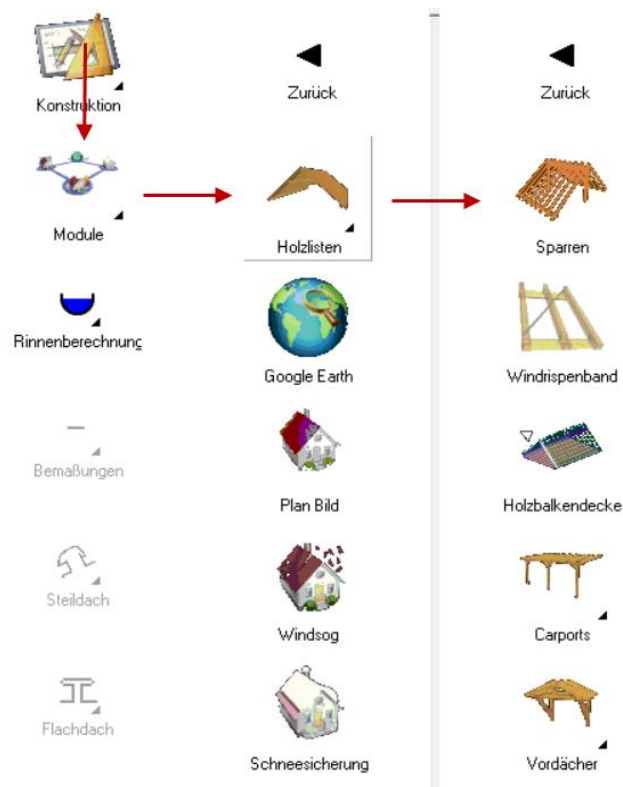 Konstruktion
Module
Rinnenberechnung
Bemaßungen
Steildach
Flachdach
Zurück
Holzlisten
Google Earth
Plan Bild
Windsog
Schneesicherung
Zurück
Sparren
Windrispenband
Holzbalkendecke
Carports
Vordächer